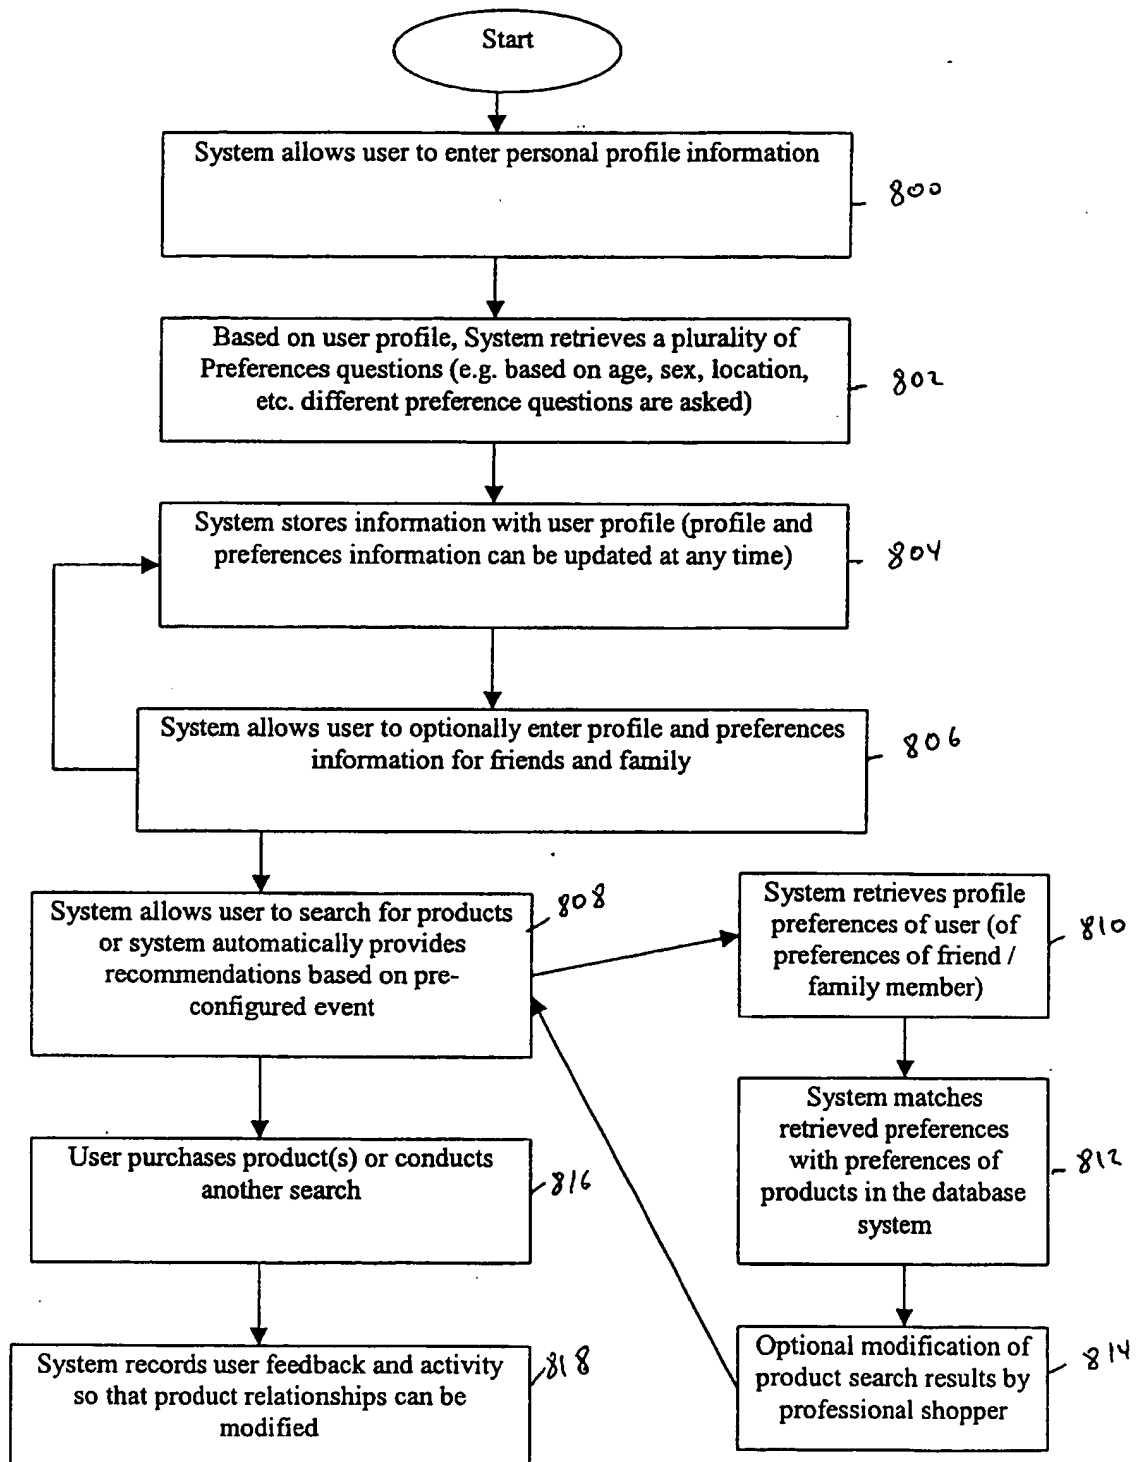 Start
System allows user to enter personal profile information
800
Based on user profile, System retrieves a plurality of
Preferences questions (e.g. based on age, sex, location,
etc. different preference questions are asked)
802
System stores information with user profile (profile and
preferences information can be updated at any time)
804
System allows user to optionally enter profile and preferences
information for friends and family
806
System allows user to search for products
or system automatically provides
recommendations based on pre-
configured event
808
System retrieves profile
preferences of user (of
preferences of friend /
family member)
810
System matches
retrieved preferences
with preferences of
products in the database
system
812
Optional modification of
product search results by
professional shopper
814
User purchases product(s) or conducts
another search
816
System records user feedback and activity
so that product relationships can be
modified
818